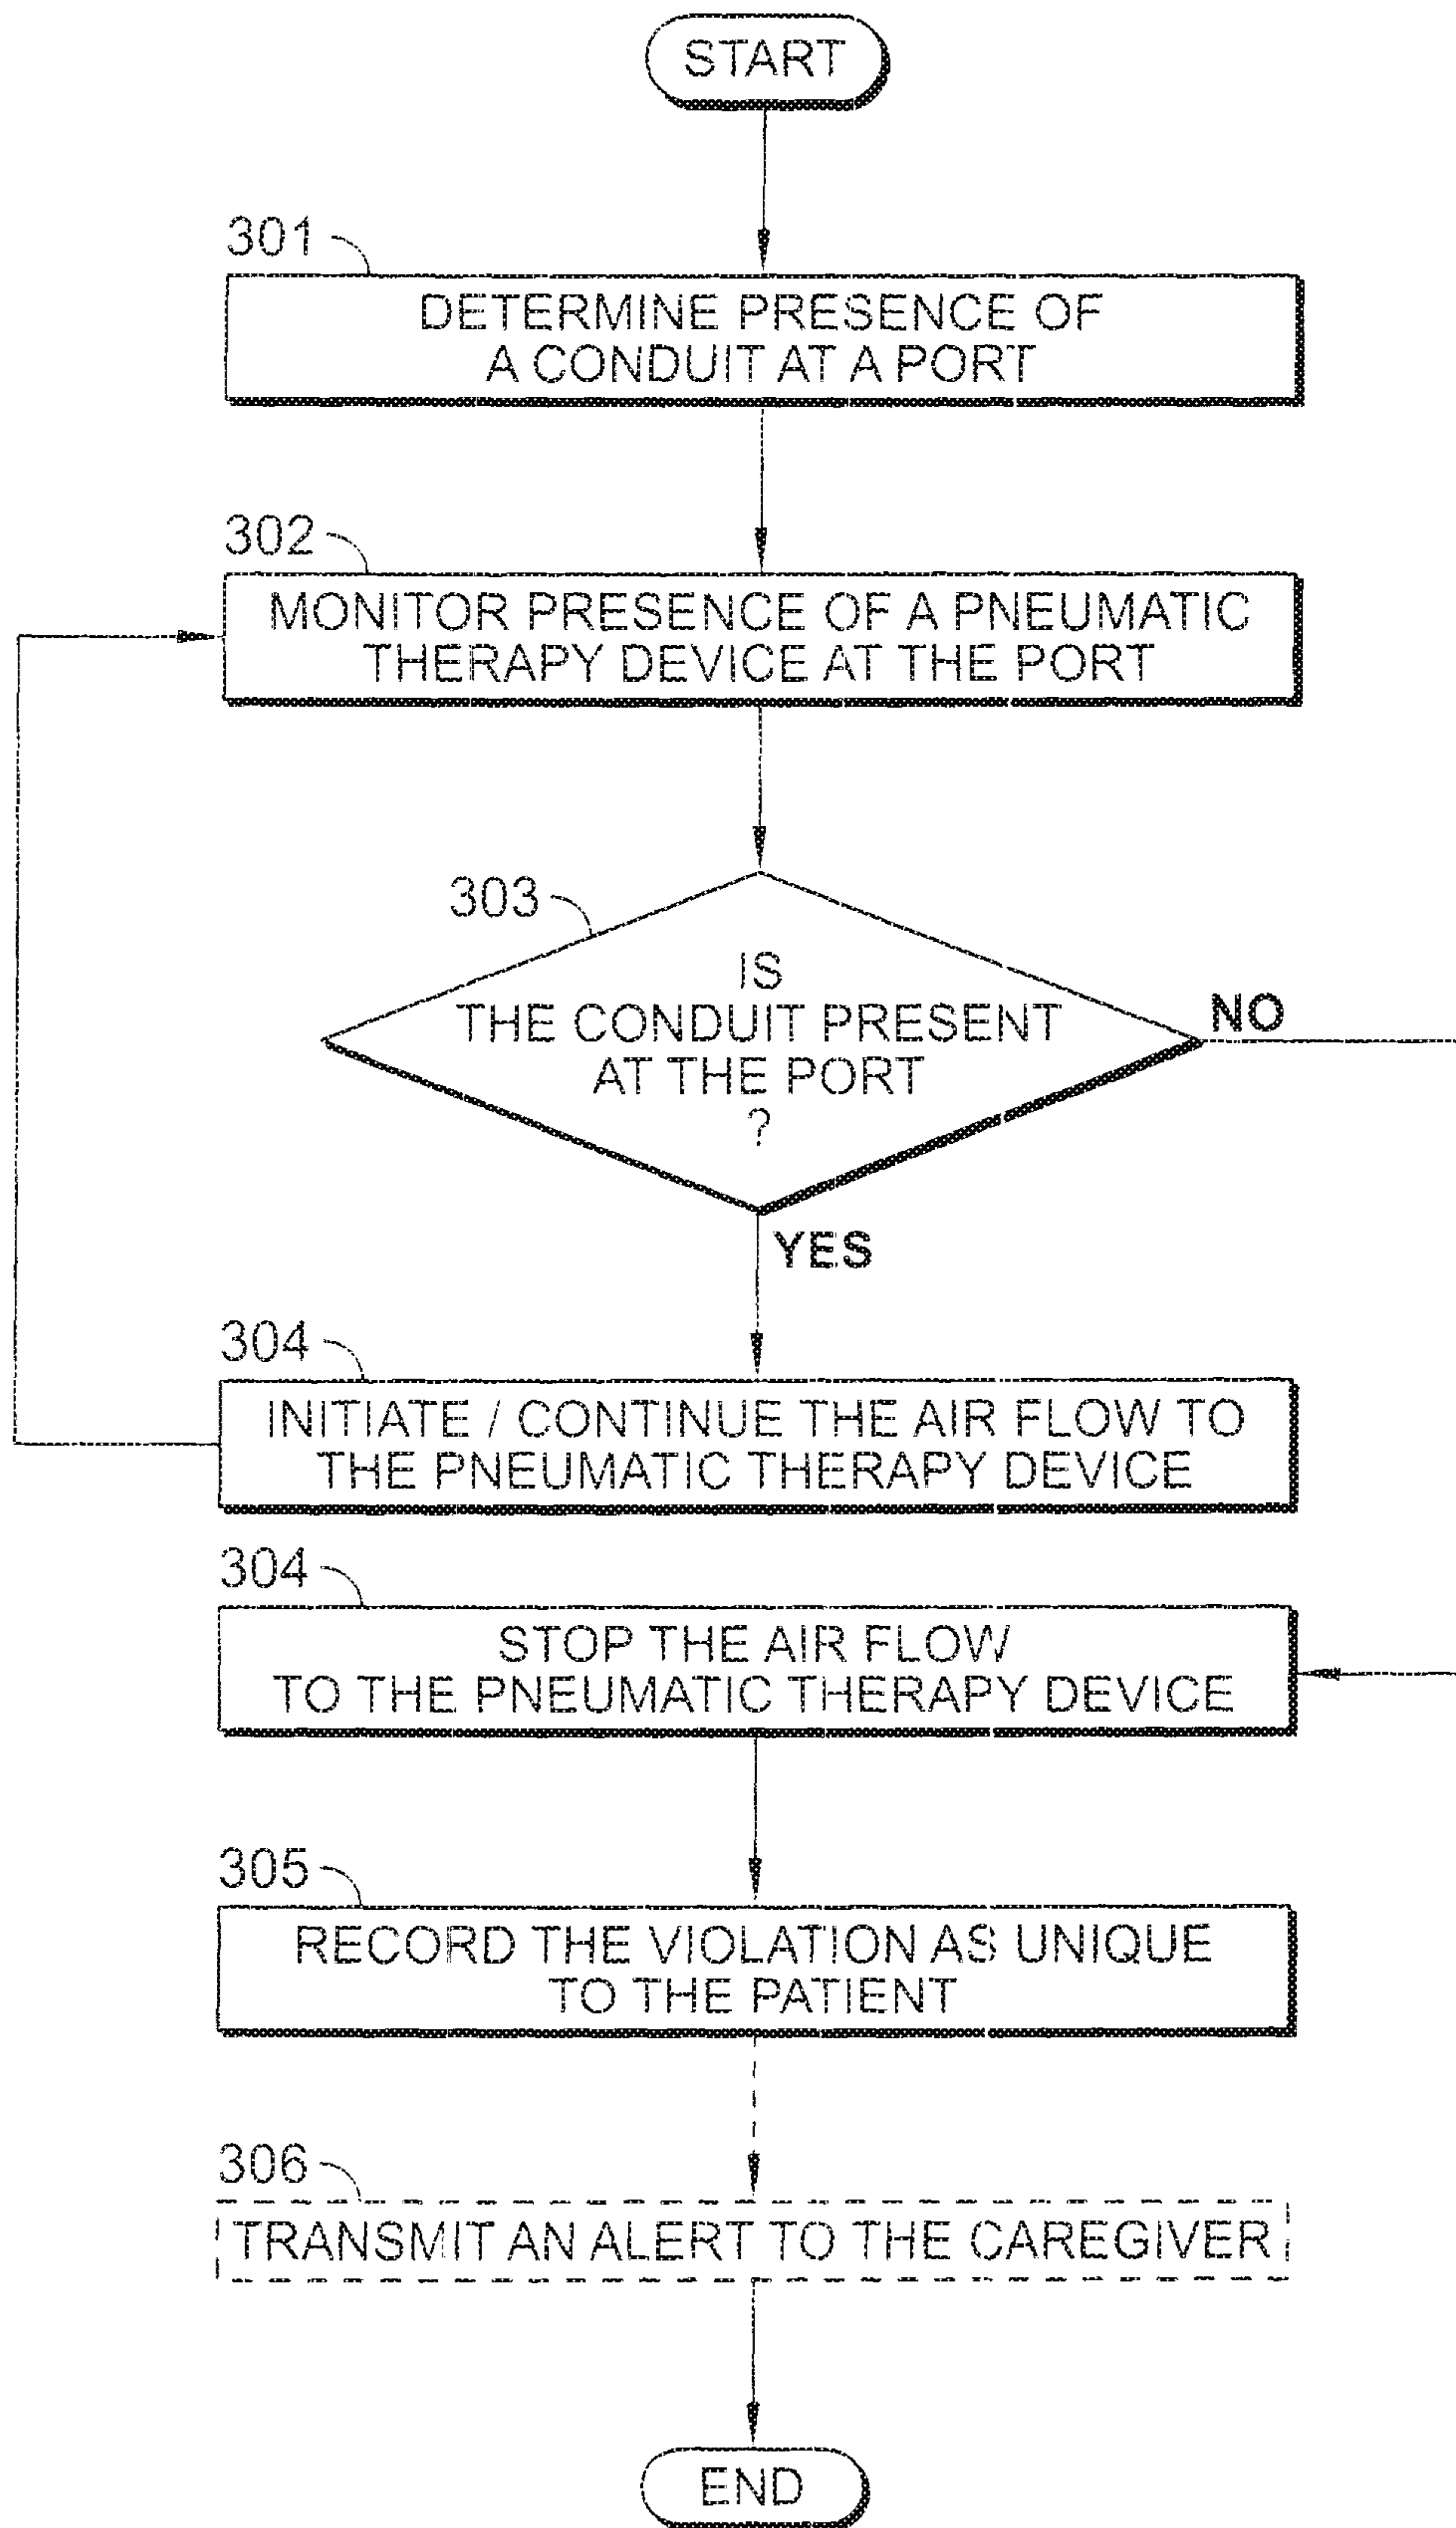 START
301
DETERMINE PRESENCE OF
A CONDUIT AT A PORT
302
MONITOR PRESENCE OF A PNEUMATIC
THERAPY DEVICE AT THE PORT
303
IS
THE CONDUIT PRESENT
AT THE PORT
?
NO
YES
304
INITIATE / CONTINUE THE AIR FLOW TO
THE PNEUMATIC THERAPY DEVICE
304
STOP THE AIR FLOW
TO THE PNEUMATIC THERAPY DEVICE
305
RECORD THE VIOLATION AS UNIQUE
TO THE PATIENT
306
TRANSMIT AN ALERT TO THE CAREGIVER
END